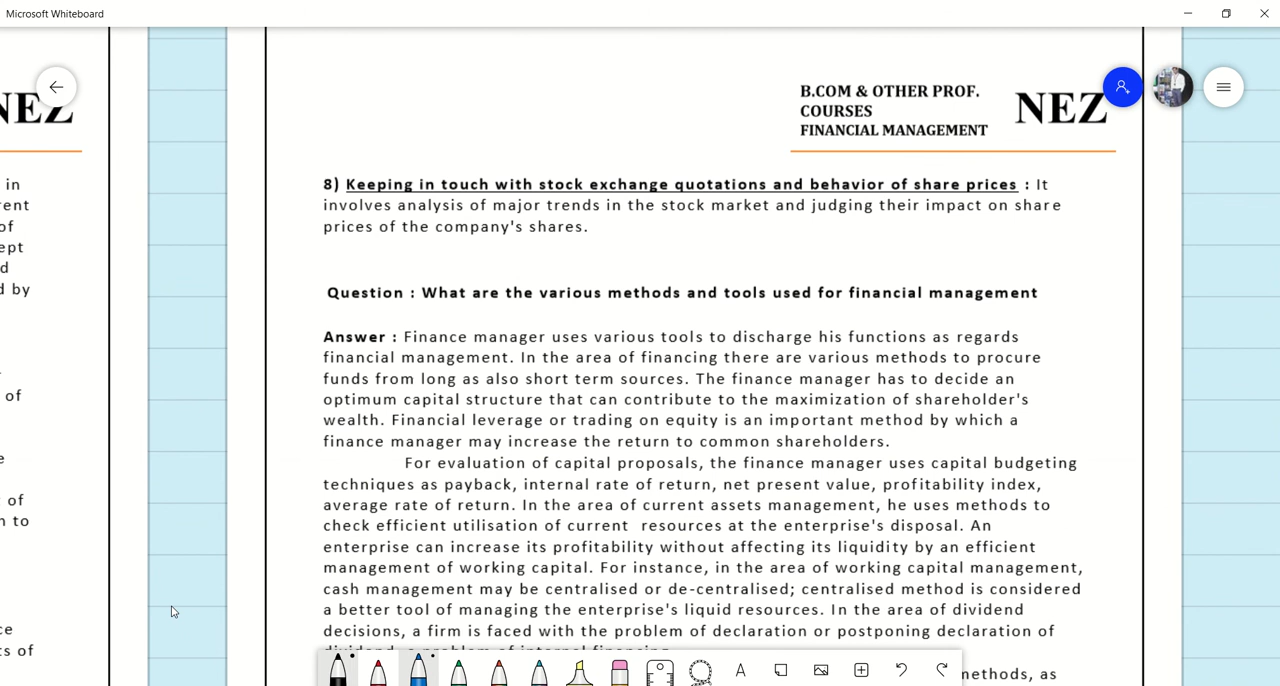 Microsoft Whiteboard
NEZ
in
rent
of
ept
d
d by
of
e
of
n to
ce
ts of
B.COM & OTHER PROF.
COURSES
FINANCIAL MANAGEMENT
NEZ
8) Keeping in touch with stock exchange quotations and behavior of share prices : It
involves analysis of major trends in the stock market and judging their impact on share
prices of the company's shares.
Question : What are the various methods and tools used for financial management
Answer : Finance manager uses various tools to discharge his functions as regards
financial management. In the area of financing there are various methods to procure
funds from long as also short term sources. The finance manager has to decide an
optimum capital structure that can contribute to the maximization of shareholder's
wealth. Financial leverage or trading on equity is an important method by which a
finance manager may increase the return to common shareholders.
For evaluation of capital proposals, the finance manager uses capital budgeting
techniques as payback, internal rate of return, net present value, profitability index,
average rate of return. In the area of current assets management, he uses methods to
check efficient utilisation of current resources at the enterprise's disposal. An
enterprise can increase its profitability without affecting its liquidity by an efficient
management of working capital. For instance, in the area of working capital management,
cash management may be centralised or de-centralised; centralised method is considered
a better tool of managing the enterprise's liquid resources. In the area of dividend
decisions, a firm is faced with the problem of declaration or postponing declaration of
methods, as